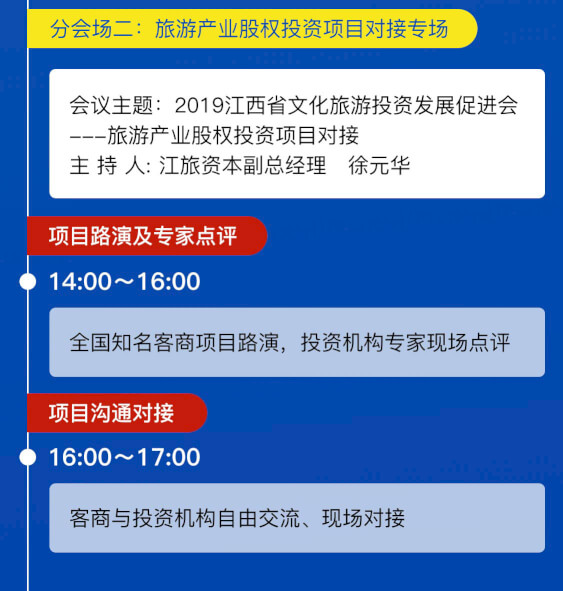 分会场二：旅游产业股权投资项目对接专场
会议主题：2019江西省文化旅游投资发展促进会
---旅游产业股权投资项目对接
主 持 人: 江旅资本副总经理　徐元华
项目路演及专家点评
14:00～16:00
全国知名客商项目路演，投资机构专家现场点评
项目沟通对接
16:00～17:00
客商与投资机构自由交流、现场对接